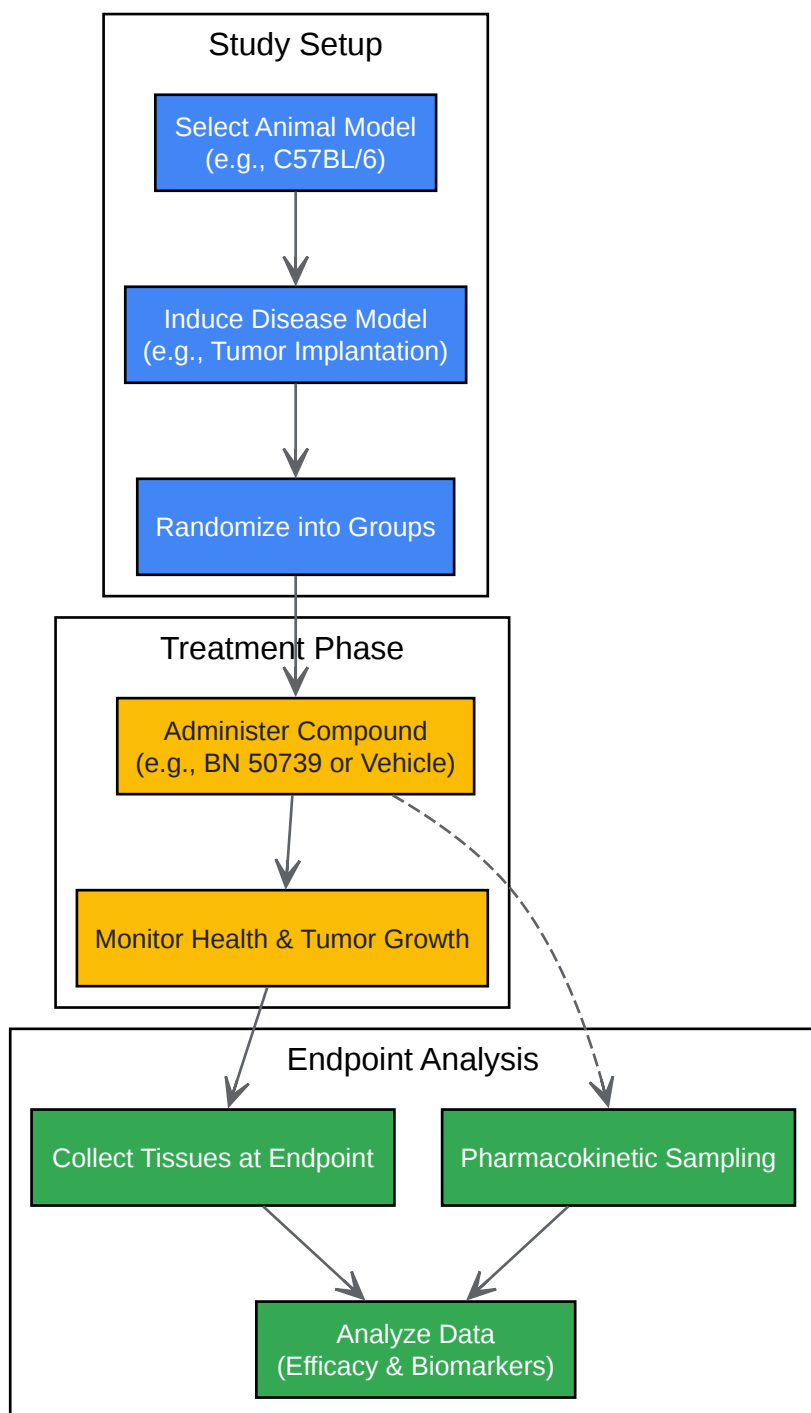 Study Setup
Select Animal Model
(e.g., C57BL/6)
Induce Disease Model
(e.g., Tumor Implantation)
Randomize into Groups
Treatment Phase
Administer Compound
(e.g., BN 50739 or Vehicle)
Monitor Health & Tumor Growth
Endpoint Analysis
Collect Tissues at Endpoint
Pharmacokinetic Sampling
Analyze Data
(Efficacy & Biomarkers)